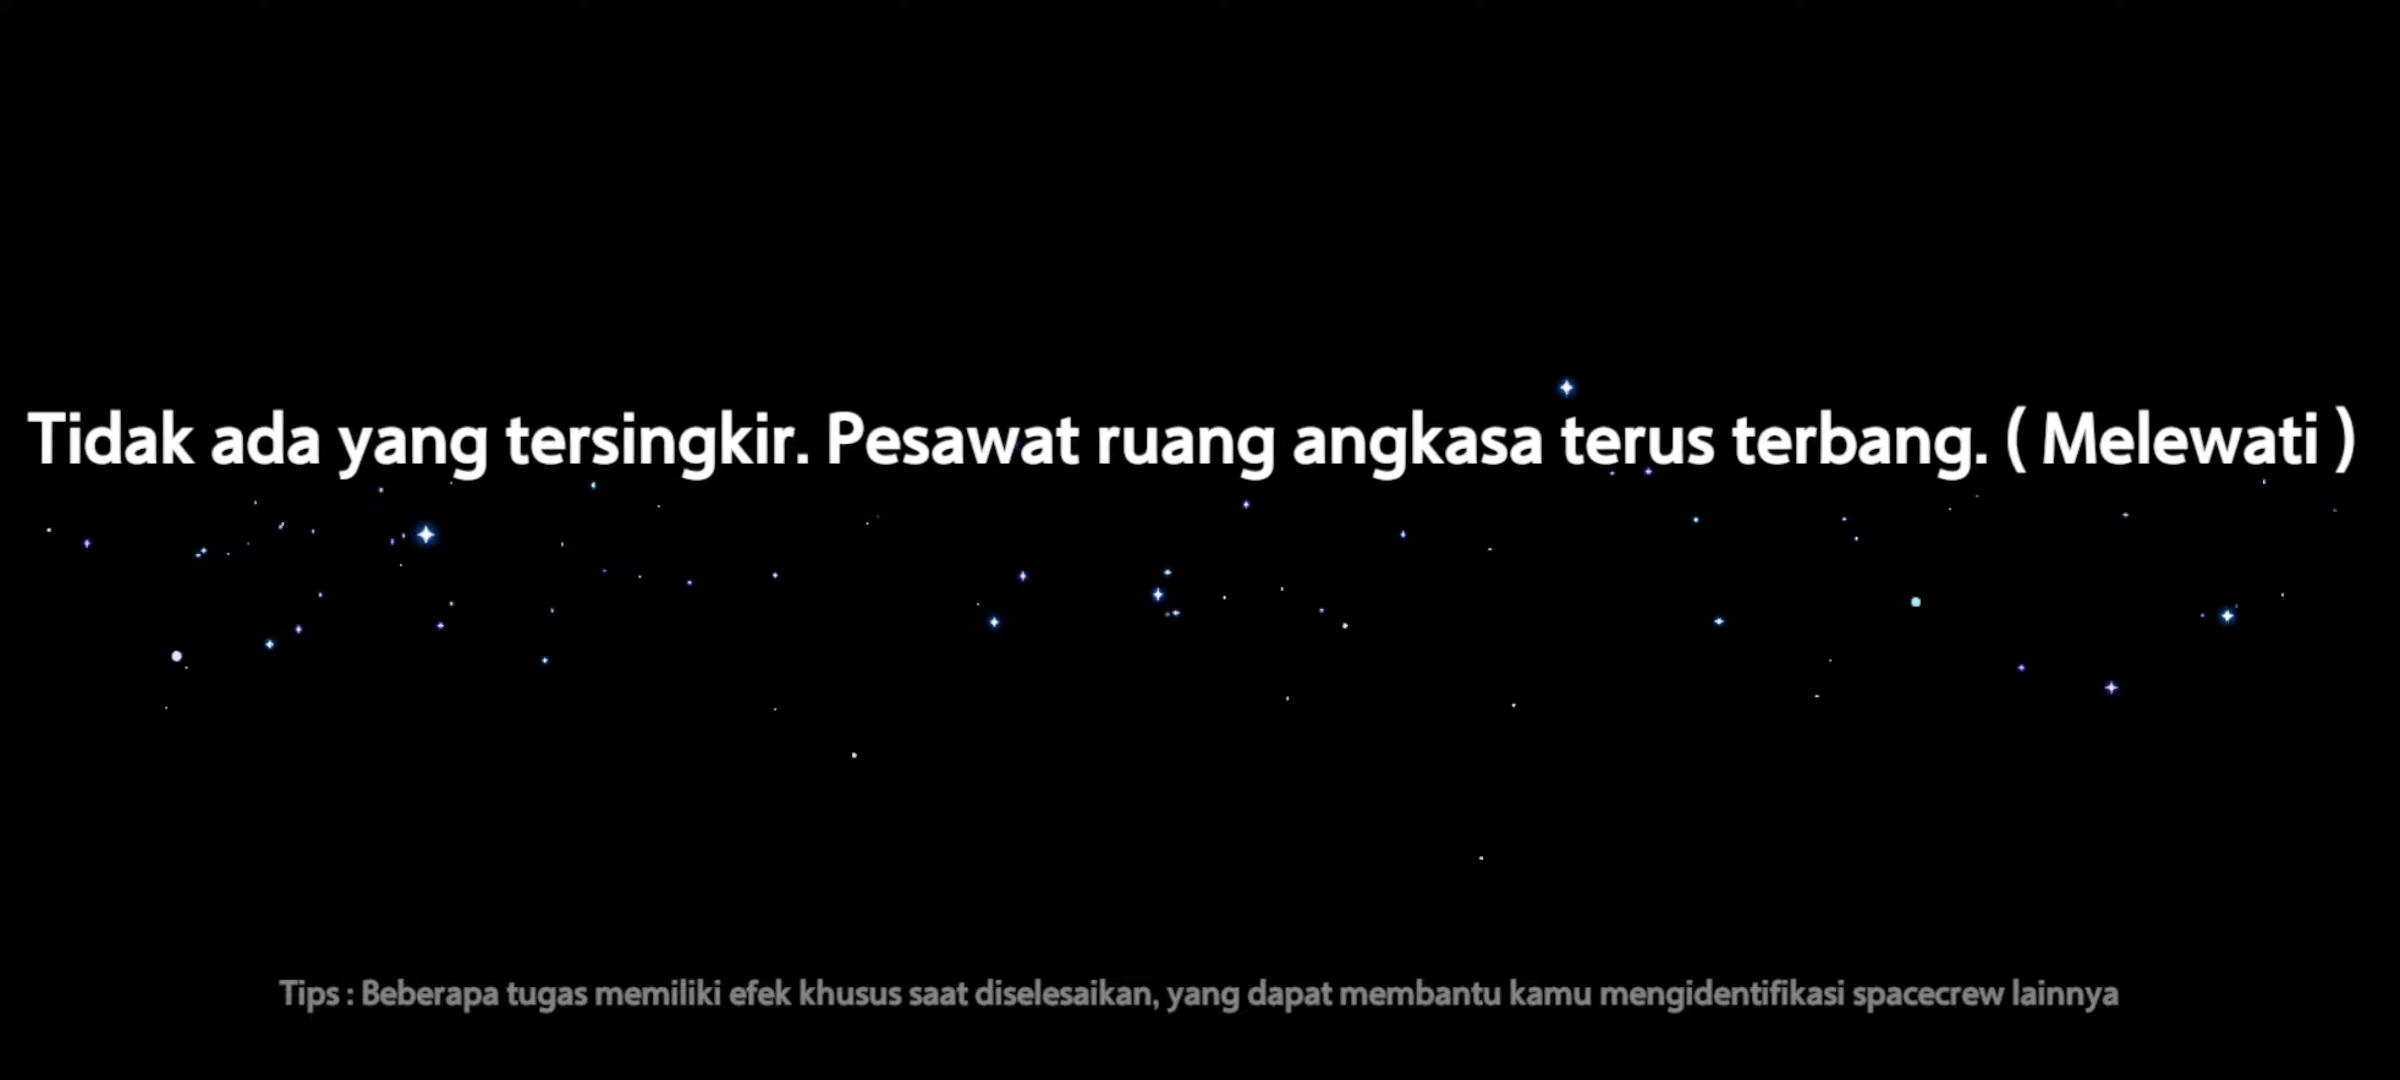 Tidak ada yang tersingkir. Pesawat ruang angkasa terus terbang. ( Melewati )
Tips : Beberapa tugas memiliki efek khusus saat diselesaikan, yang dapat membantu kamu mengidentifikasi spacecrew lainnya